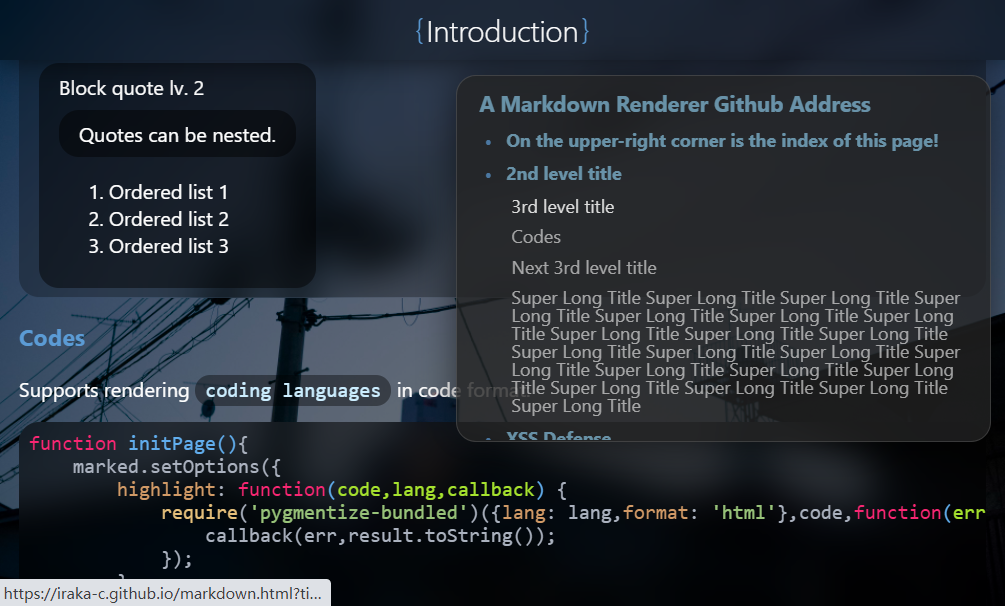 {Introduction}
Block quote lv. 2
Quotes can be nested.
1. Ordered list 1
2. Ordered list 2
3. Ordered list 3
A Markdown Renderer Github Address
• On the upper-right corner is the index of this page!
• 2nd level title
3rd level title
Codes
Next 3rd level title
Super Long Title Super Long Title Super Long Title Super
Long Title Super Long Title Super Long Title Super Long
Title Super Long Title Super Long Title Super Long Title
Super Long Title Super Long Title Super Long Title Super
Long Title Super Long Title Super Long Title Super Long
Title Super Long Title Super Long Title Super Long Title
Super Long Title
• XSS Defense
Codes
Supports rendering coding languages in code format
function initPage(){
marked.setOptions({
highlight: function(code,lang,callback) {
require('pygmentize-bundled')({lang: lang,format: 'html'},code,function(err
callback(err,result.toString());
});
https://iraka-c.github.io/markdown.html?ti...